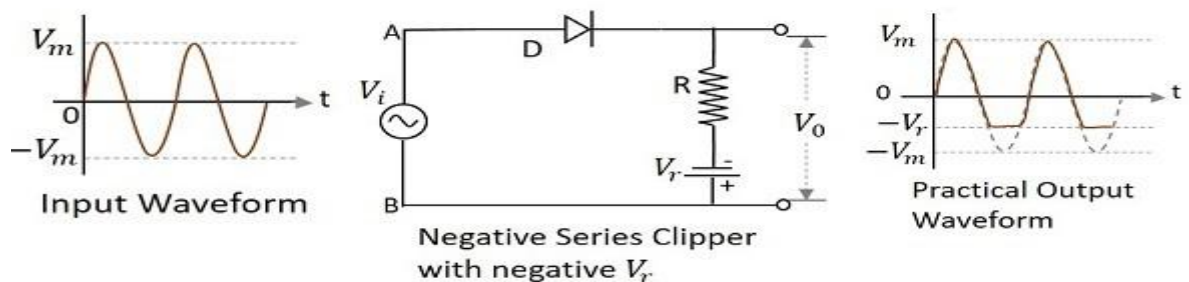 V_m
0
t
-V_m
Input Waveform
A
D
V_i
R
V_r
-
+
V_0
B
Negative Series Clipper
with negative V_r
V_m
0
t
-V_r
-V_m
Practical Output
Waveform